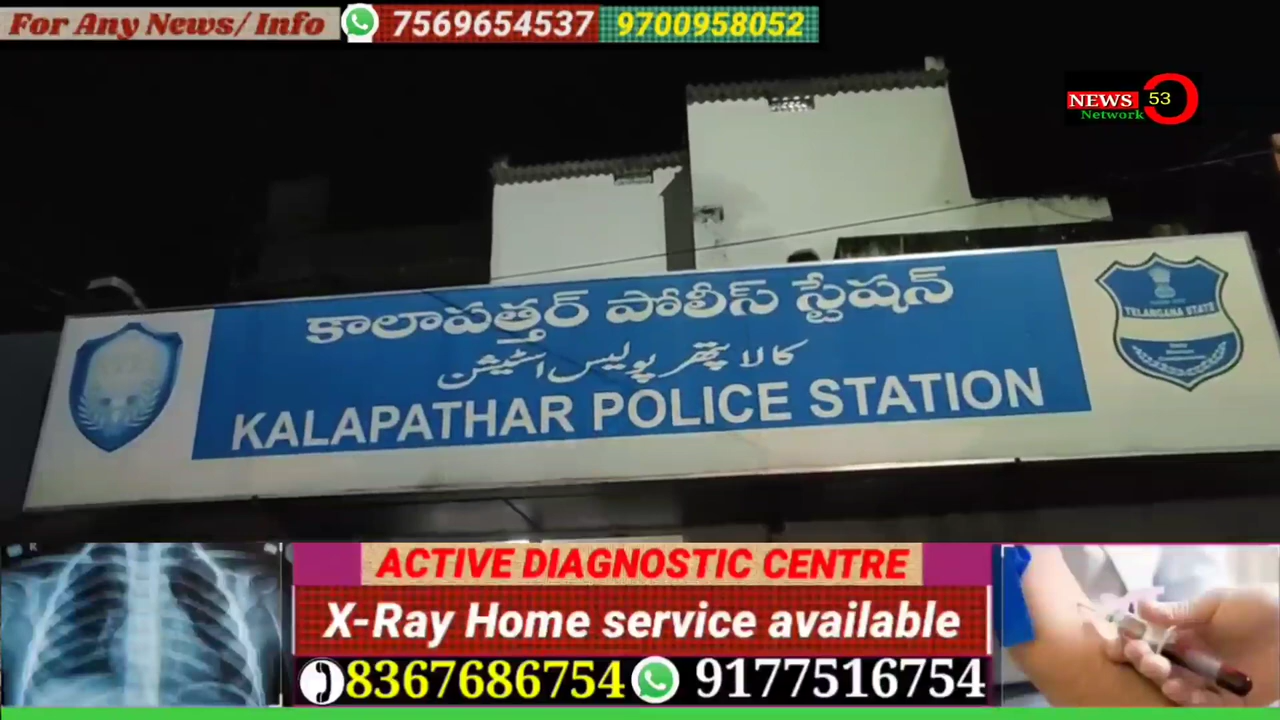 For Any News/ Info 7569654537 9700958052
NEWS 53
Network
కాలాపత్తర్ పోలీస్ స్టేషన్
کالا پتھر پولیس اسٹیشن
KALAPATHAR POLICE STATION
TELANGANA STATE
R
ACTIVE DIAGNOSTIC CENTRE
X-Ray Home service available
8367686754 9177516754